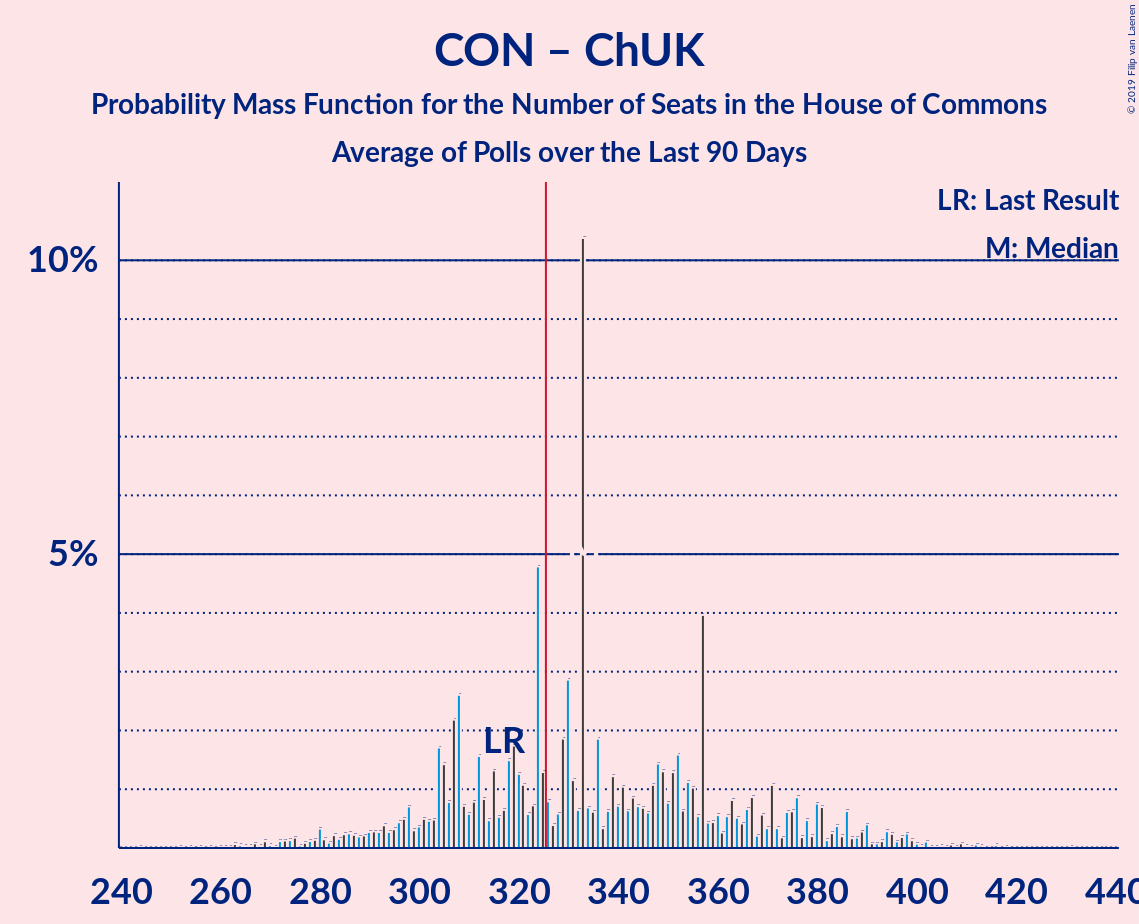 CON – ChUK
Probability Mass Function for the Number of Seats in the House of Commons
Average of Polls over the Last 90 Days
© 2019 Filip van Laenen
LR: Last Result
M: Median
10%
5%
LR
240 260 280 300 320 340 360 380 400 420 440